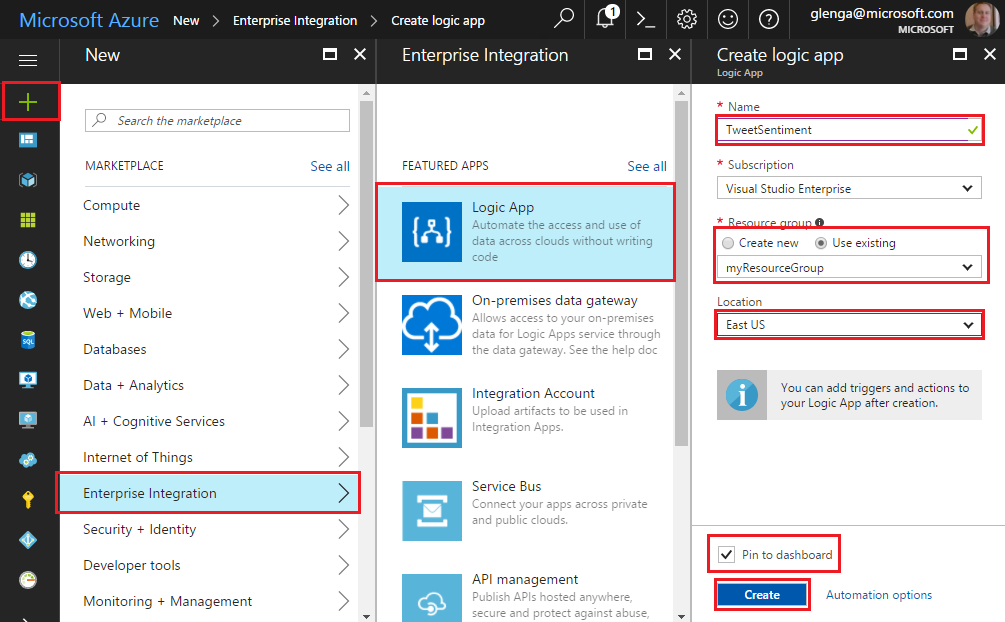 Microsoft Azure New > Enterprise Integration > Create logic app
1
glenga@microsoft.com
MICROSOFT
New
Search the marketplace
MARKETPLACE See all
Compute
Networking
Storage
Web + Mobile
Databases
Data + Analytics
AI + Cognitive Services
Internet of Things
Enterprise Integration
Security + Identity
Developer tools
Monitoring + Management
Enterprise Integration
FEATURED APPS See all
Logic App
Automate the access and use of
data across clouds without writing
code
On-premises data gateway
Allows access to your on-premises
data for Logic Apps service through
the data gateway. See the help doc
Integration Account
Upload artifacts to be used in
Integration Apps.
Service Bus
Connect your apps across private
and public clouds.
API management
Publish APIs hosted anywhere,
secure and protect against abuse,
Create logic app
Logic App
* Name
TweetSentiment
* Subscription
Visual Studio Enterprise
* Resource group
Create new Use existing
myResourceGroup
Location
East US
You can add triggers and actions to
your Logic App after creation.
Pin to dashboard
Create Automation options
SQL